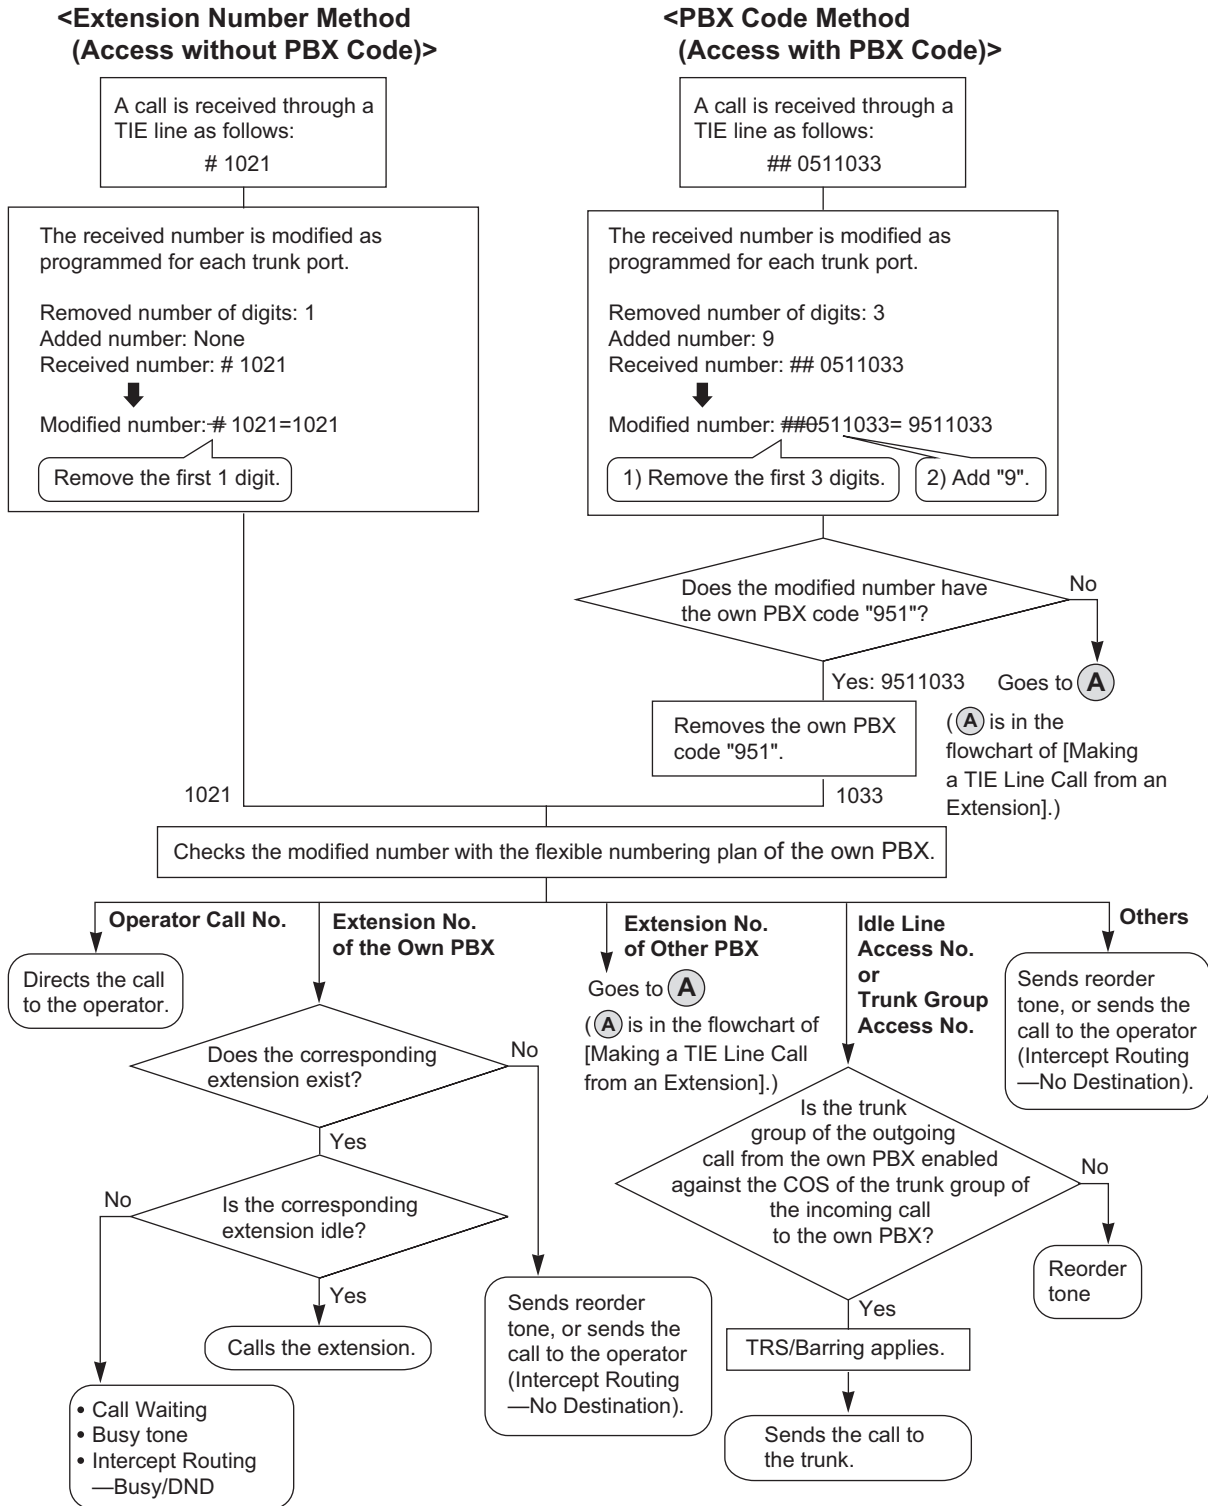 <Extension Number Method
(Access without PBX Code)>
A call is received through a
TIE line as follows:
# 1021
The received number is modified as
programmed for each trunk port.
Removed number of digits: 1
Added number: None
Received number: # 1021
Modified number: # 1021=1021
Remove the first 1 digit.
<PBX Code Method
(Access with PBX Code)>
A call is received through a
TIE line as follows:
## 0511033
The received number is modified as
programmed for each trunk port.
Removed number of digits: 3
Added number: 9
Received number: ## 0511033
Modified number: ##0511033= 9511033
1) Remove the first 3 digits.
2) Add "9".
Does the modified number have
the own PBX code "951"?
No
Yes: 9511033
Goes to A
(A is in the
flowchart of [Making
a TIE Line Call from an
Extension].)
Removes the own PBX
code "951".
1021
1033
Checks the modified number with the flexible numbering plan of the own PBX.
Operator Call No.
Directs the call
to the operator.
Extension No.
of the Own PBX
Does the corresponding
extension exist?
No
Yes
Is the corresponding
extension idle?
No
Yes
Calls the extension.
• Call Waiting
• Busy tone
• Intercept Routing
—Busy/DND
Sends reorder
tone, or sends the
call to the operator
(Intercept Routing
—No Destination).
Extension No.
of Other PBX
Goes to A
(A is in the flowchart of
[Making a TIE Line Call
from an Extension].)
Idle Line
Access No.
or
Trunk Group
Access No.
Is the trunk
group of the outgoing
call from the own PBX enabled
against the COS of the trunk group of
the incoming call
to the own PBX?
No
Reorder
tone
Yes
TRS/Barring applies.
Sends the call to
the trunk.
Others
Sends reorder
tone, or sends the
call to the operator
(Intercept Routing
—No Destination).